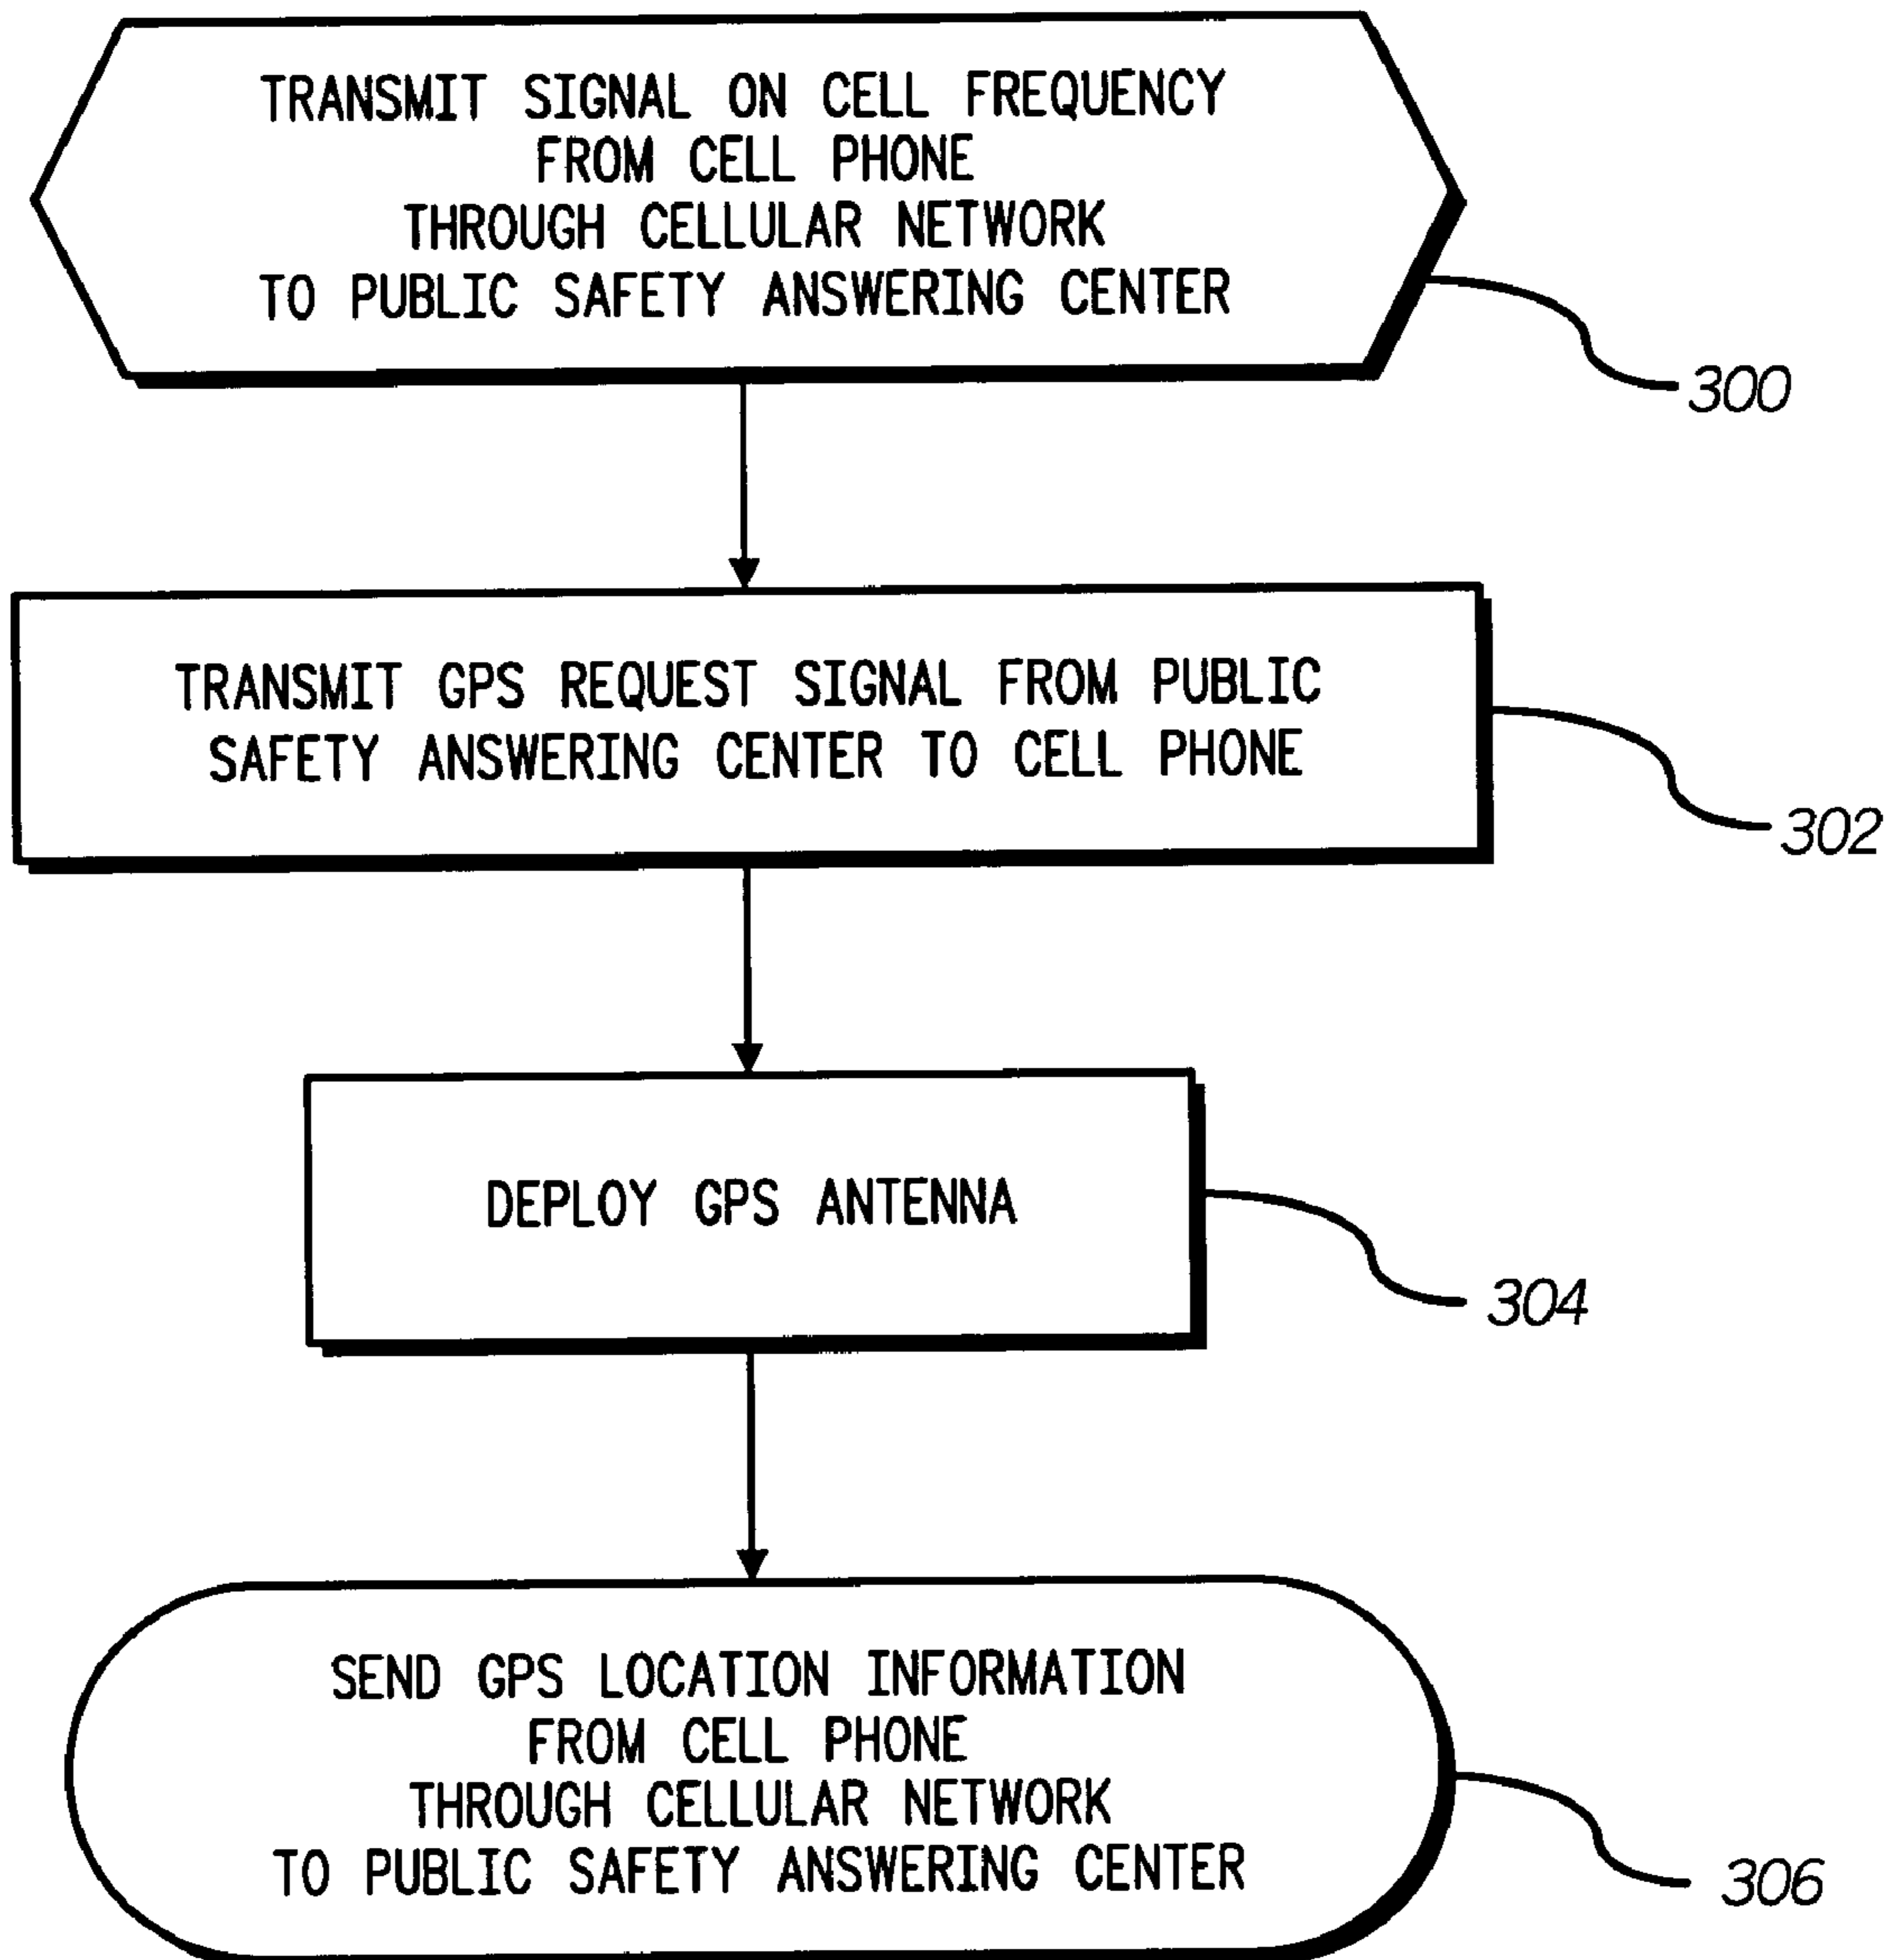 TRANSMIT SIGNAL ON CELL FREQUENCY
FROM CELL PHONE
THROUGH CELLULAR NETWORK
TO PUBLIC SAFETY ANSWERING CENTER
300
TRANSMIT GPS REQUEST SIGNAL FROM PUBLIC
SAFETY ANSWERING CENTER TO CELL PHONE
302
DEPLOY GPS ANTENNA
304
SEND GPS LOCATION INFORMATION
FROM CELL PHONE
THROUGH CELLULAR NETWORK
TO PUBLIC SAFETY ANSWERING CENTER
306